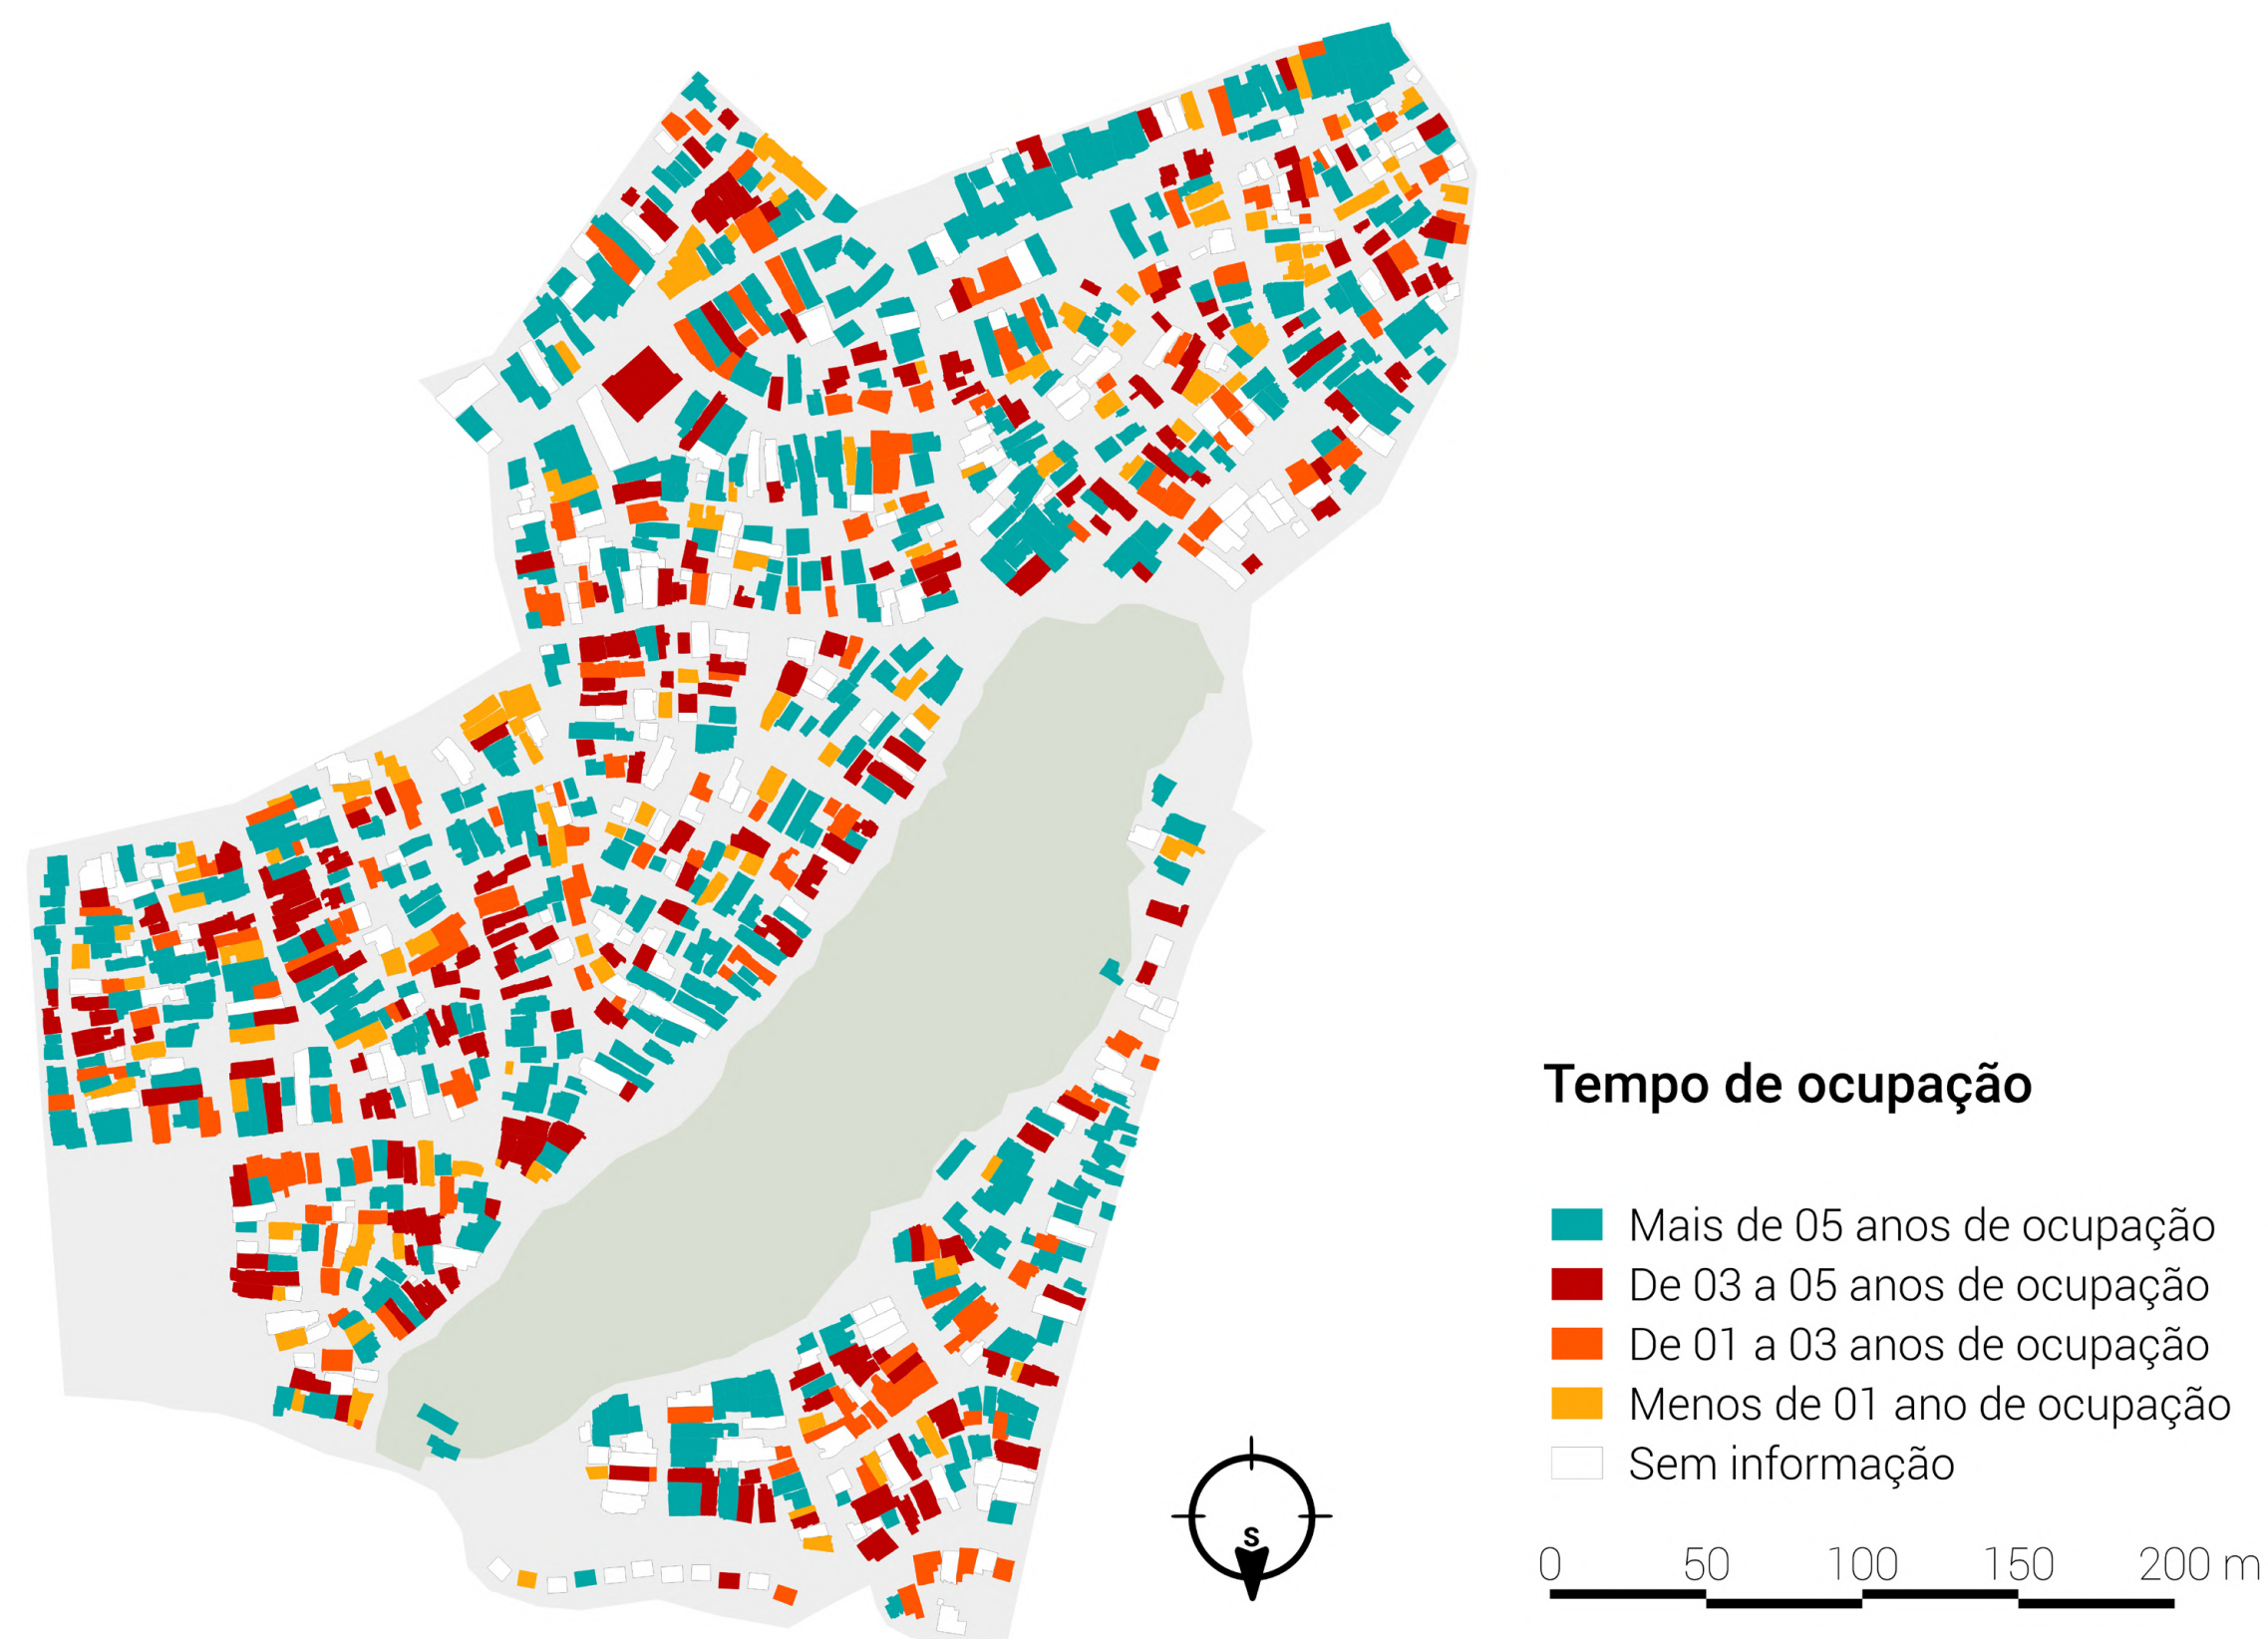 Tempo de ocupação
Mais de 05 anos de ocupação
De 03 a 05 anos de ocupação
De 01 a 03 anos de ocupação
Menos de 01 ano de ocupação
Sem informação
S
0 50 100 150 200 m